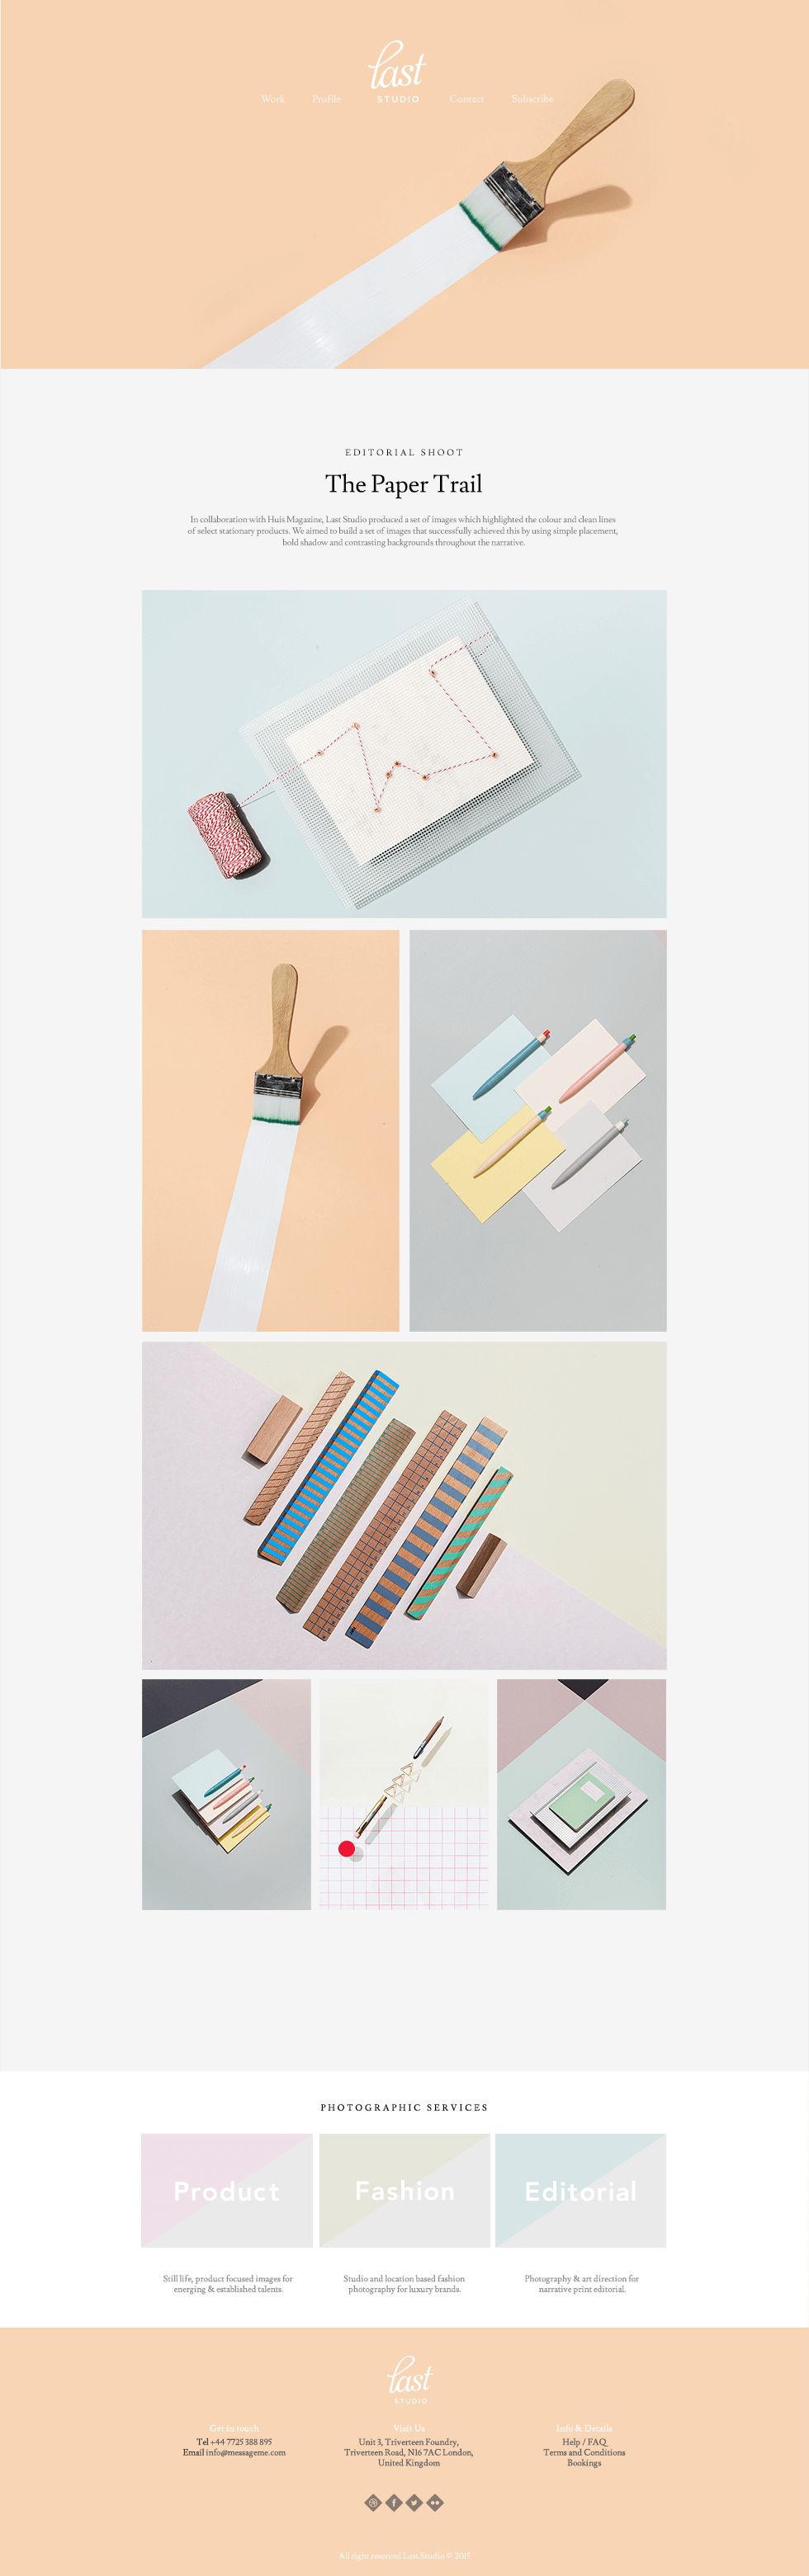 last
STUDIO
Work Profile Contact Subscribe
EDITORIAL SHOOT
The Paper Trail
In collaboration with Huis Magazine, Last Studio produced a set of images which highlighted the colour and clean lines
of select stationary products. We aimed to build a set of images that successfully achieved this by using simple placement,
bold shadow and contrasting backgrounds throughout the narrative.
PHOTOGRAPHIC SERVICES
Product
Fashion
Editorial
Still life, product focused images for
energing & established talents.
Studio and location based fashion
photography for luxury brands.
Photography & art direction for
narrative print editorial.
last
STUDIO
Get in touch
Tel +44 7725 388 895
Email info@messageme.com
Visit Us
Unit 3, Triverteen Foundry,
Triverteen Road, N16 7AC London,
United Kingdom
Info & Details
Help / FAQ
Terms and Conditions
Bookings
All right reserved Last Studio © 2015